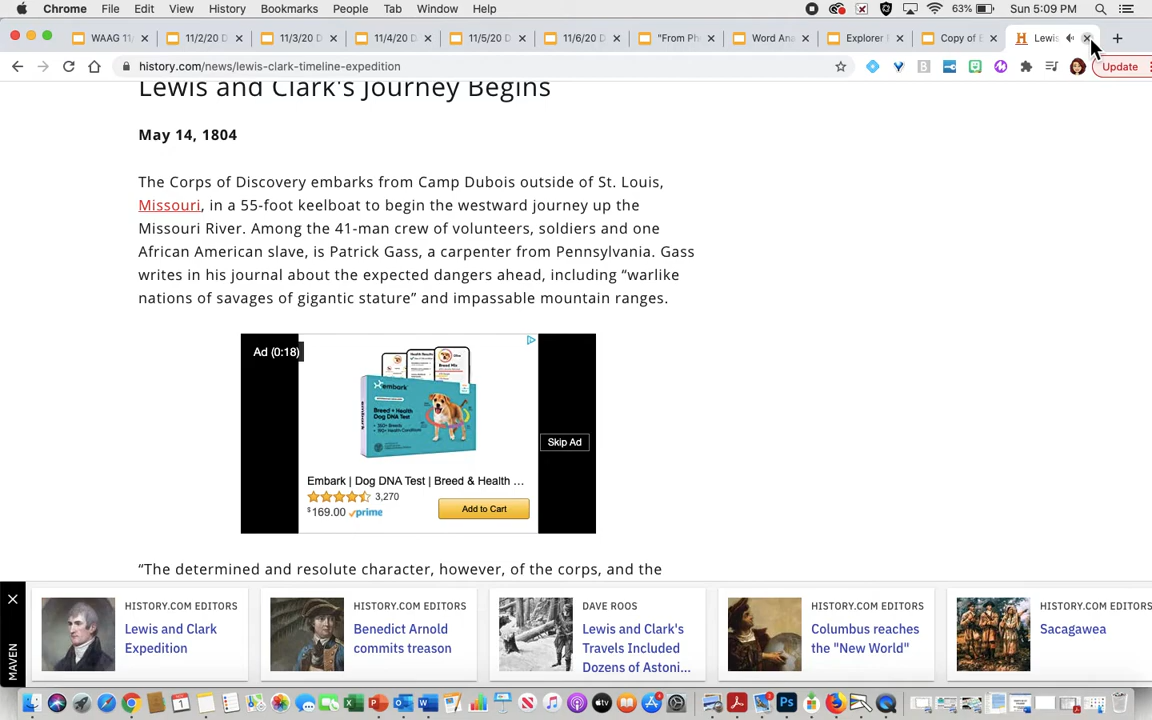 Chrome File Edit View History Bookmarks People Tab Window Help 63% Sun 5:09 PM
WAAG 11/ 11/2/20 D 11/3/20 D 11/4/20 D 11/5/20 D 11/6/20 D "From Ph Word Ana Explorer Copy of E Lewis
history.com/news/lewis-clark-timeline-expedition Update
Lewis and Clark's Journey Begins
May 14, 1804
The Corps of Discovery embarks from Camp Dubois outside of St. Louis,
Missouri, in a 55-foot keelboat to begin the westward journey up the
Missouri River. Among the 41-man crew of volunteers, soldiers and one
African American slave, is Patrick Gass, a carpenter from Pennsylvania. Gass
writes in his journal about the expected dangers ahead, including “warlike
nations of savages of gigantic stature” and impassable mountain ranges.
Ad (0:18)
embark
Breed + Health
Dog DNA Test
Skip Ad
Embark | Dog DNA Test | Breed & Health ...
3,270
$169.00 prime
Add to Cart
“The determined and resolute character, however, of the corps, and the
MAVEN
HISTORY.COM EDITORS
Lewis and Clark
Expedition
HISTORY.COM EDITORS
Benedict Arnold
commits treason
DAVE ROOS
Lewis and Clark's
Travels Included
Dozens of Astoni...
HISTORY.COM EDITORS
Columbus reaches
the "New World"
HISTORY.COM EDITORS
Sacagawea